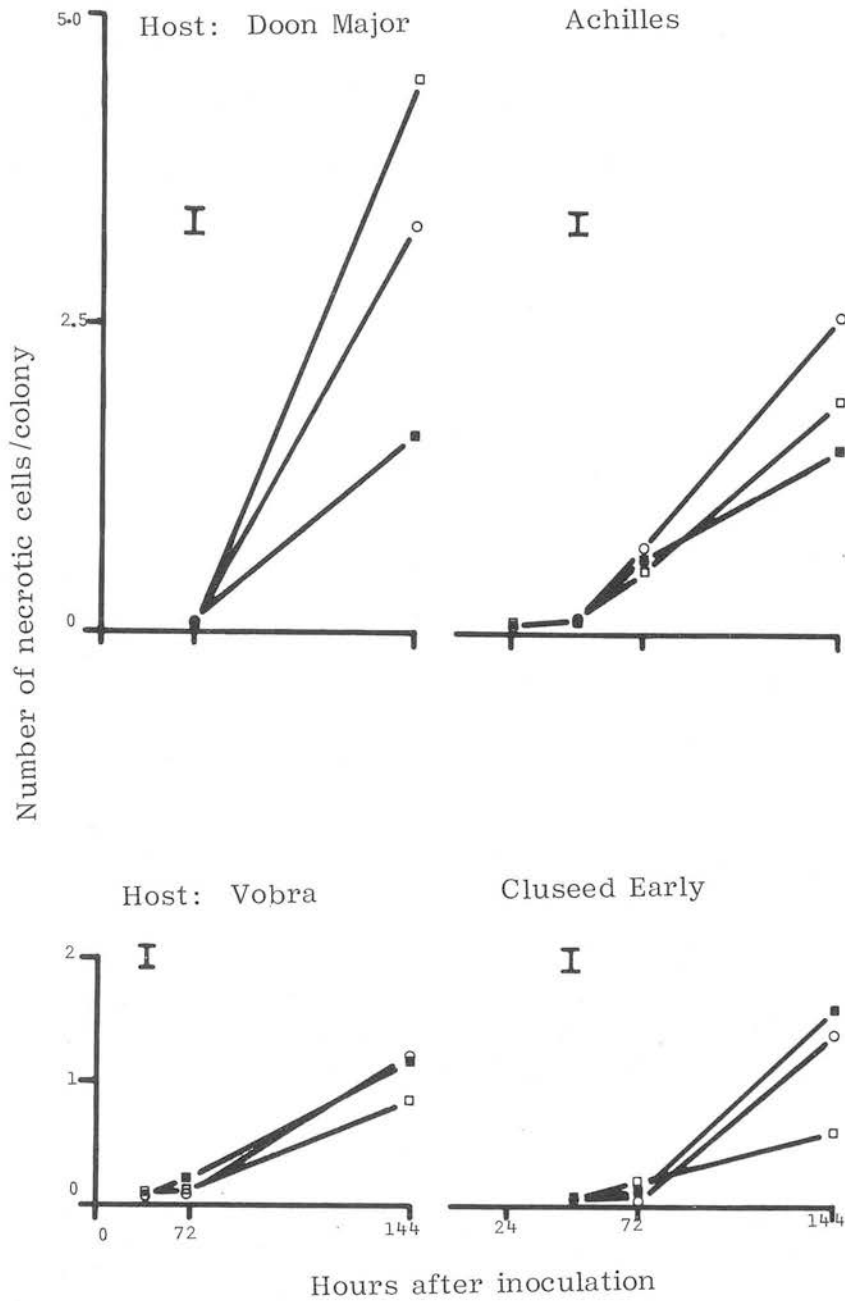 5.0
Host: Doon Major
Achilles
2.5
0
Number of necrotic cells/colony
Host: Vobra
Cluseed Early
2
1
0
0
72
144
24
72
144
Hours after inoculation